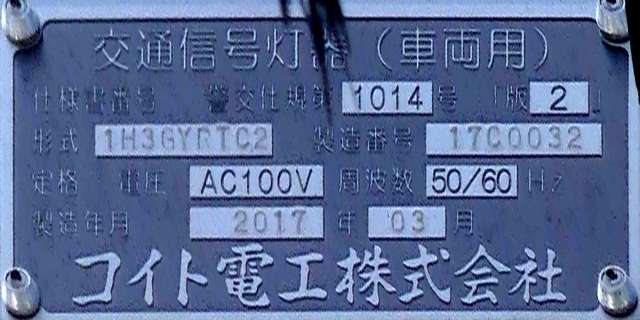 交通信号灯器（車両用）
仕様書番号 警交仕規第 1014 号 「版 2 」
形式 1H3GYRTC2 製造番号 17C0032
定格 電圧 AC100V 周波数 50/60 Hz
製造年月 2017 年 03 月
コイト電工株式会社